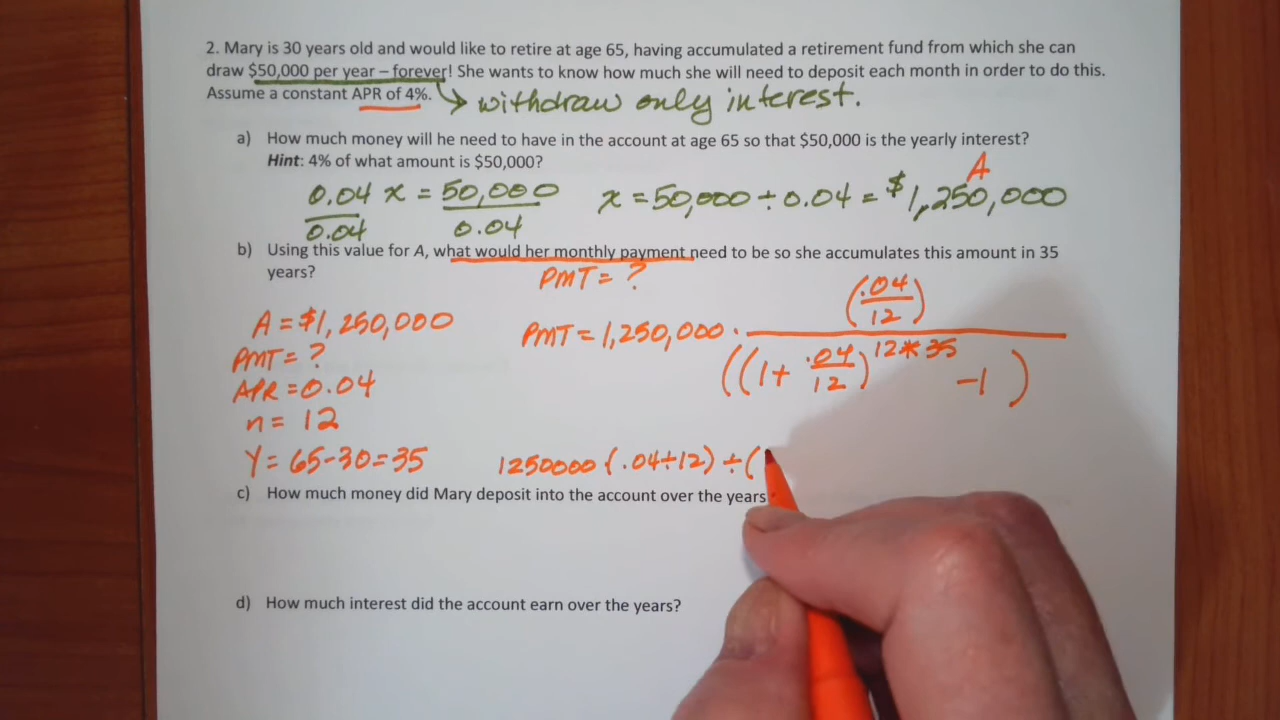 2. Mary is 30 years old and would like to retire at age 65, having accumulated a retirement fund from which she can
draw $50,000 per year – forever! She wants to know how much she will need to deposit each month in order to do this.
Assume a constant APR of 4%. withdraw only interest.
a) How much money will he need to have in the account at age 65 so that $50,000 is the yearly interest?
Hint: 4% of what amount is $50,000?
A
0.04 x = 50,000 x = 50,000 ÷ 0.04 = $1,250,000
0.04 0.04
b) Using this value for A, what would her monthly payment need to be so she accumulates this amount in 35
years?
PMT = ?
A = $1,250,000
PMT = 1,250,000 · (.04/12) / ((1 + .04/12)^12*35 - 1)
PMT = ?
APR = 0.04
n = 12
Y = 65-30=35
1250000 (.04÷12) ÷ (
c) How much money did Mary deposit into the account over the years
d) How much interest did the account earn over the years?